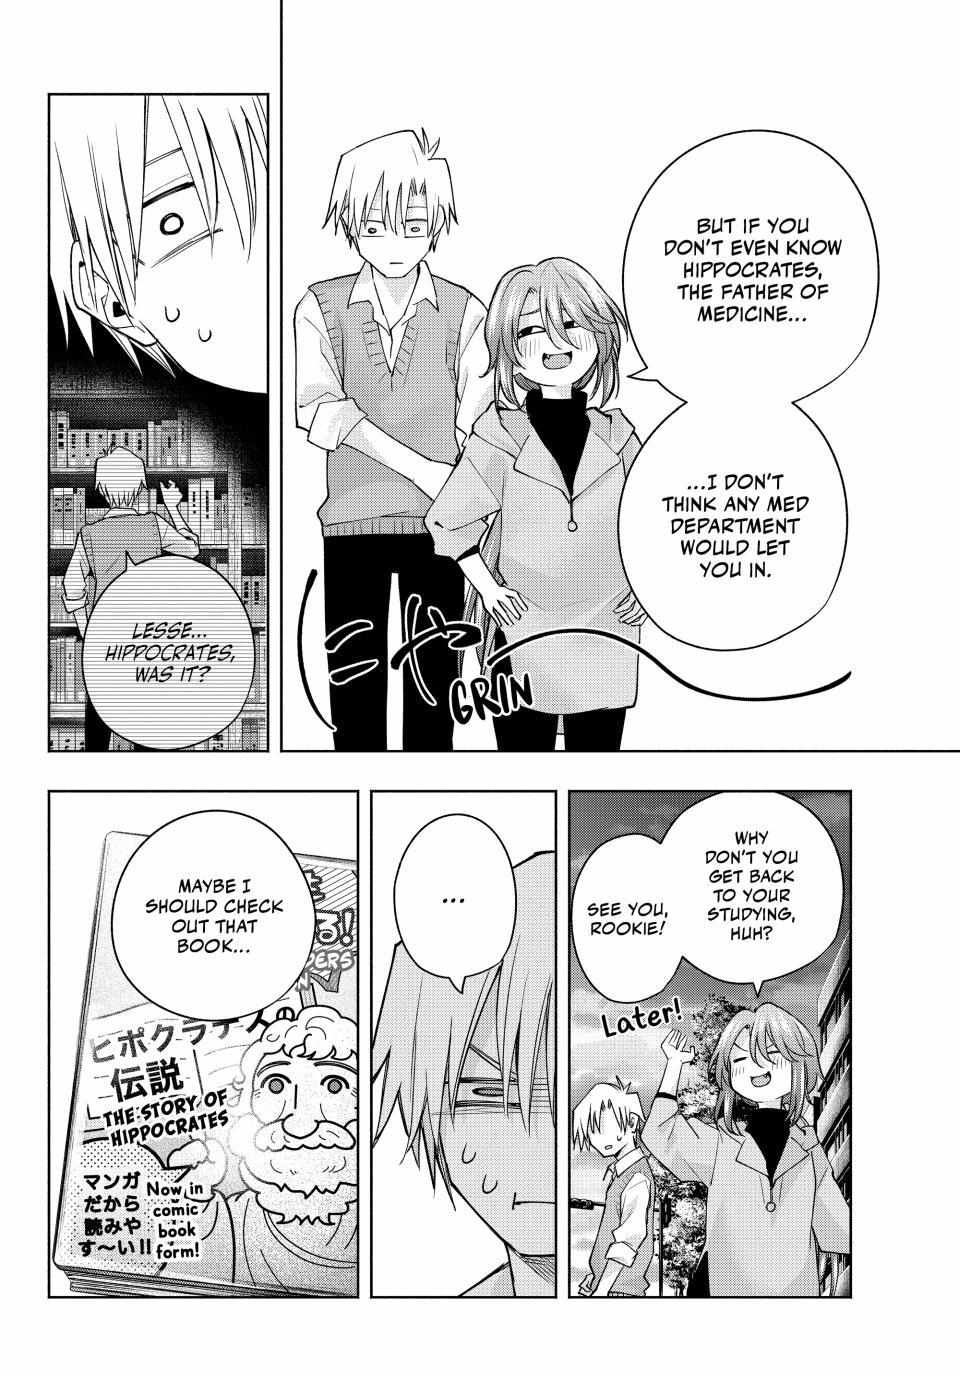 BUT IF YOU
DON'T EVEN KNOW
HIPPOCRATES,
THE FATHER OF
MEDICINE...
...I DON'T
THINK ANY MED
DEPARTMENT
WOULD LET
YOU IN.
にや〜
GRIN
LESSE...
HIPPOCRATES,
WAS IT?
WHY
DON'T YOU
GET BACK
TO YOUR
STUDYING,
HUH?
SEE YOU,
ROOKIE!
Later!
...
MAYBE I
SHOULD CHECK
OUT THAT
BOOK...
る!
ヒポクラテスの
伝説
THE STORY OF
HIPPOCRATES
マンガ
だから
読みや
す〜い!!
Now in
comic
book
form!